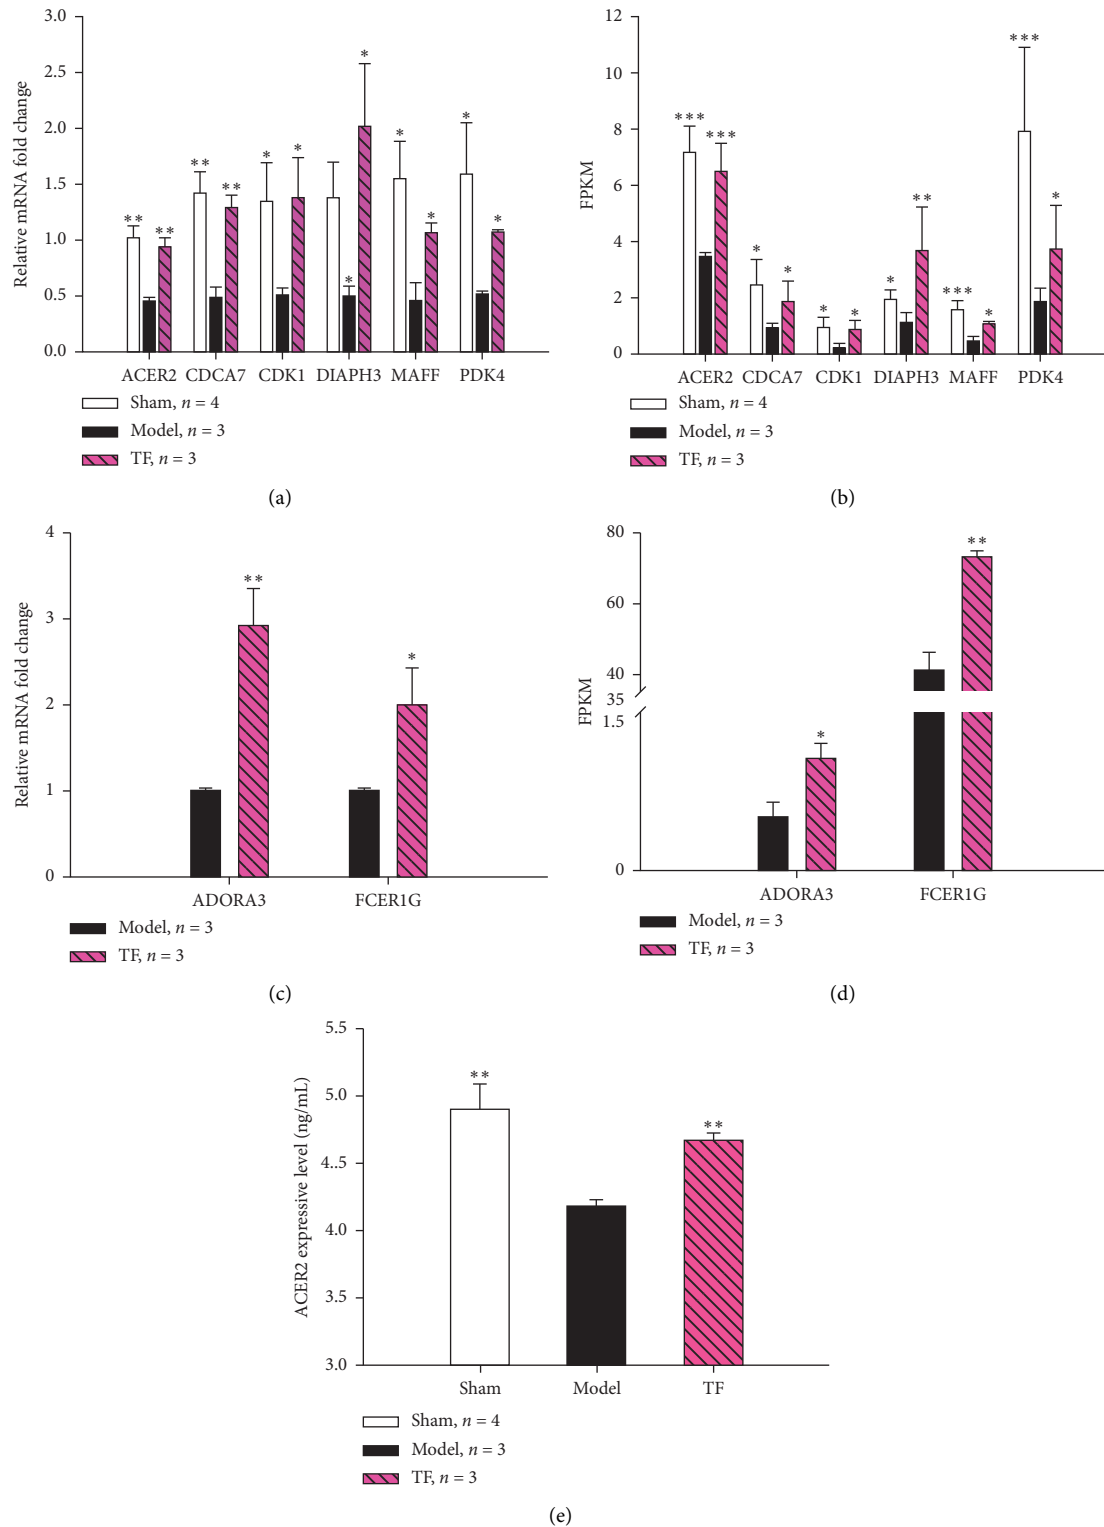 Relative mRNA fold change
3.0
2.5
2.0
1.5
1.0
0.5
0.0
** ** ** ** * * * * * * * *
ACER2 CDCA7 CDK1 DIAPH3 MAFF PDK4
Sham, n = 4
Model, n = 3
TF, n = 3
(a)
FPKM
12
10
8
6
4
2
0
*** *** * * * * * ** *** * *** *
ACER2 CDCA7 CDK1 DIAPH3 MAFF PDK4
Sham, n = 4
Model, n = 3
TF, n = 3
(b)
Relative mRNA fold change
4
3
2
1
0
** *
ADORA3 FCER1G
Model, n = 3
TF, n = 3
(c)
FPKM
80
60
40
35
1.5
0
* **
ADORA3 FCER1G
Model, n = 3
TF, n = 3
(d)
ACER2 expressive level (ng/mL)
5.5
5.0
4.5
4.0
3.5
3.0
** **
Sham Model TF
Sham, n = 4
Model, n = 3
TF, n = 3
(e)